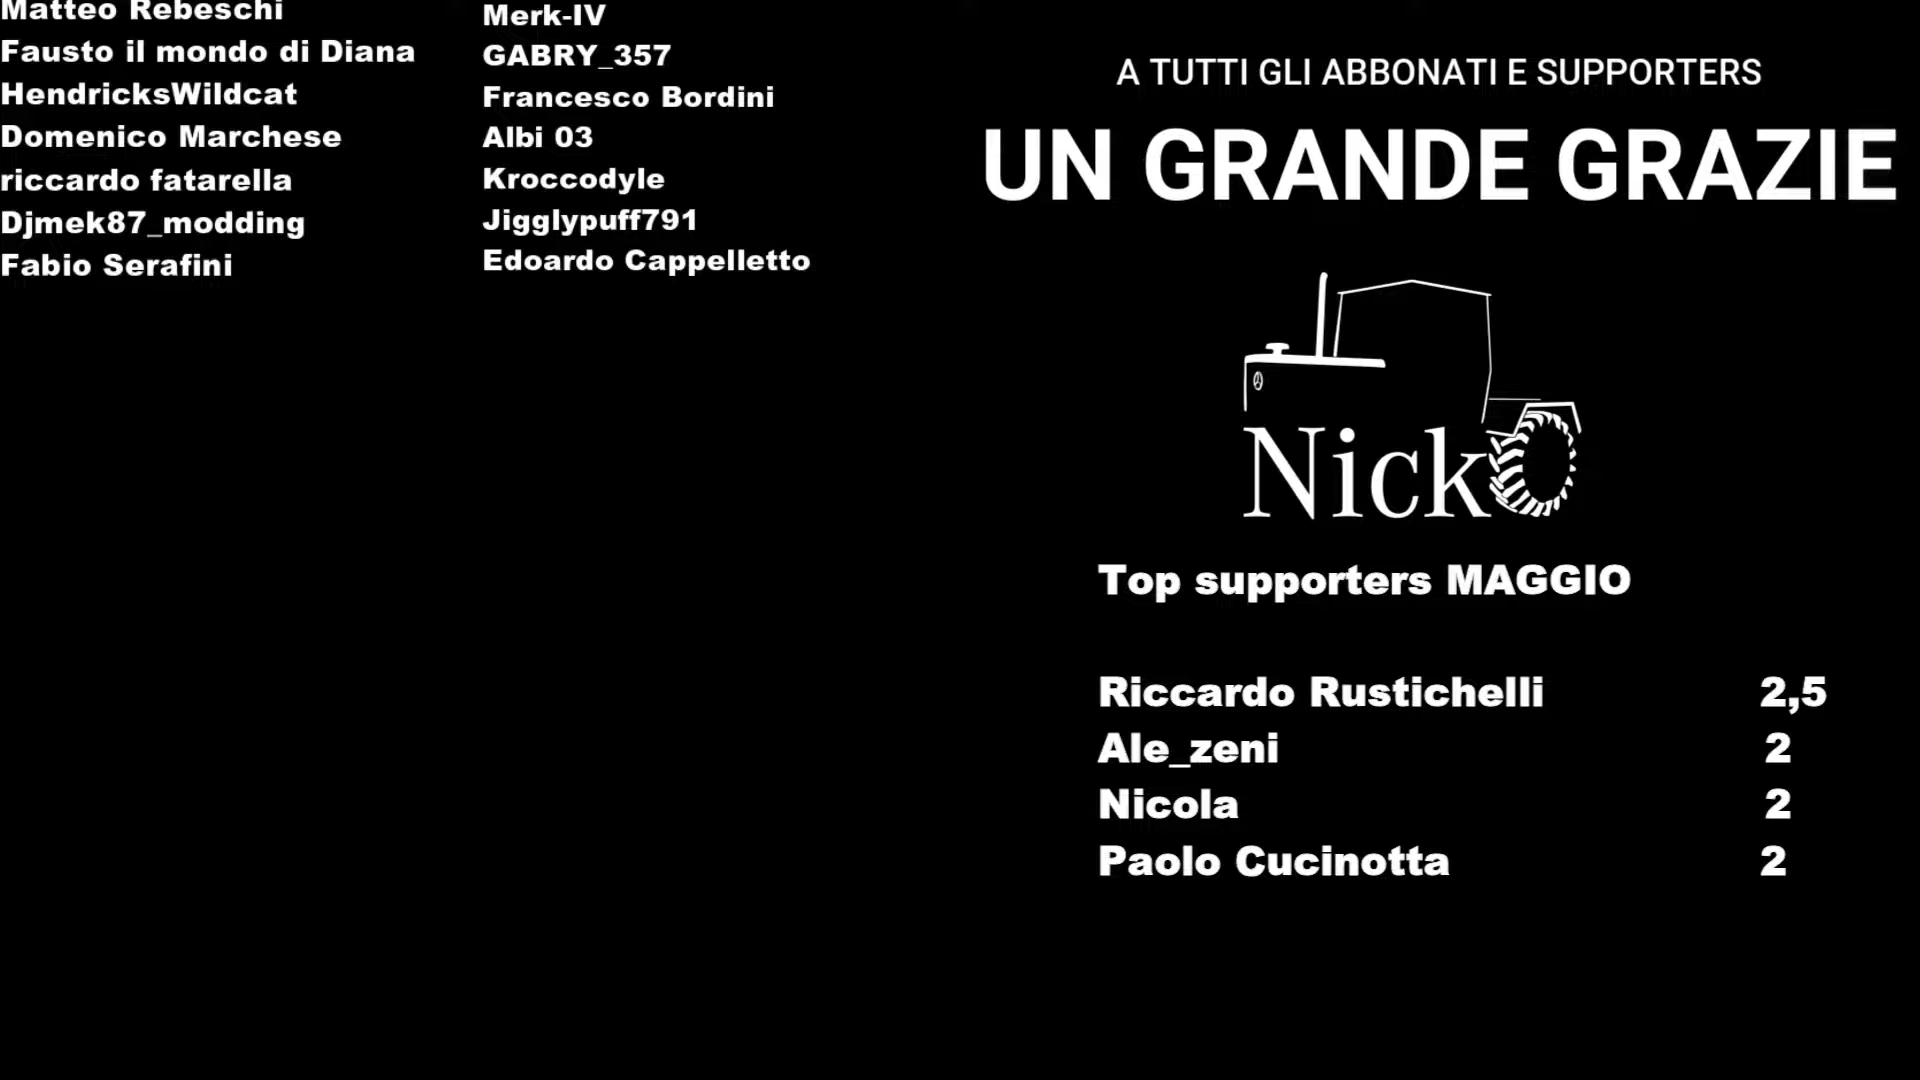 Matteo Rebeschi
Fausto il mondo di Diana
HendricksWildcat
Domenico Marchese
riccardo fatarella
Djmek87_modding
Fabio Serafini
Merk-IV
GABRY_357
Francesco Bordini
Albi 03
Kroccodyle
Jigglypuff791
Edoardo Cappelletto
A TUTTI GLI ABBONATI E SUPPORTERS
UN GRANDE GRAZIE
Nick
Top supporters MAGGIO
Riccardo Rustichelli 2,5
Ale_zeni 2
Nicola 2
Paolo Cucinotta 2